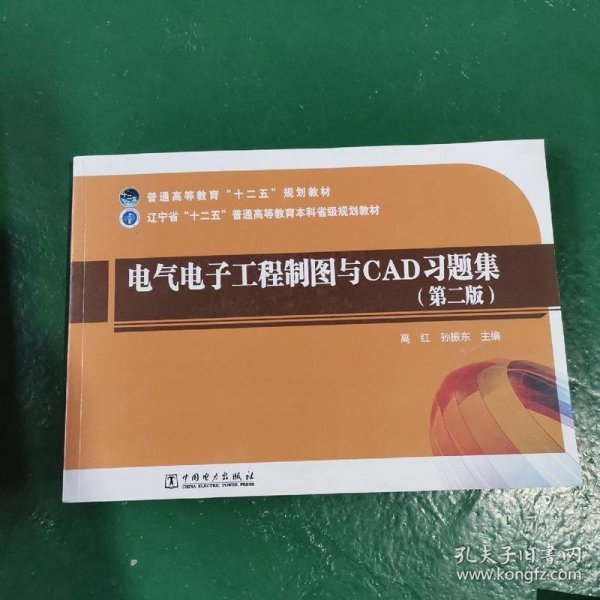 普通高等教育“十二五”规划教材
辽宁省“十二五”普通高等教育本科省级规划教材
电气电子工程制图与CAD习题集
（第二版）
高 红 孙振东 主编
中国电力出版社
CHINA ELECTRIC POWER PRESS
孔夫子旧书网
www.kongfz.com